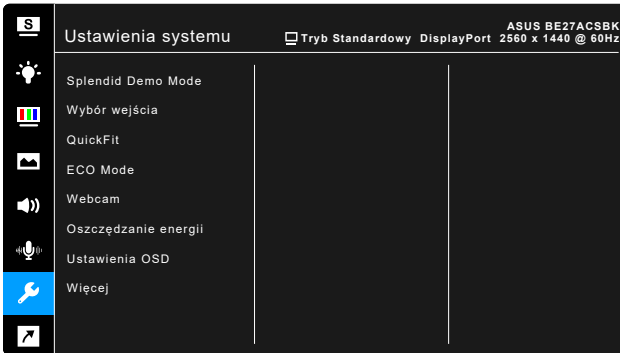 S
ASUS BE27ACSBK
Ustawienia systemu
Tryb Standardowy DisplayPort 2560 x 1440 @ 60Hz
Splendid Demo Mode
Wybór wejścia
QuickFit
ECO Mode
Webcam
Oszczędzanie energii
Ustawienia OSD
Więcej